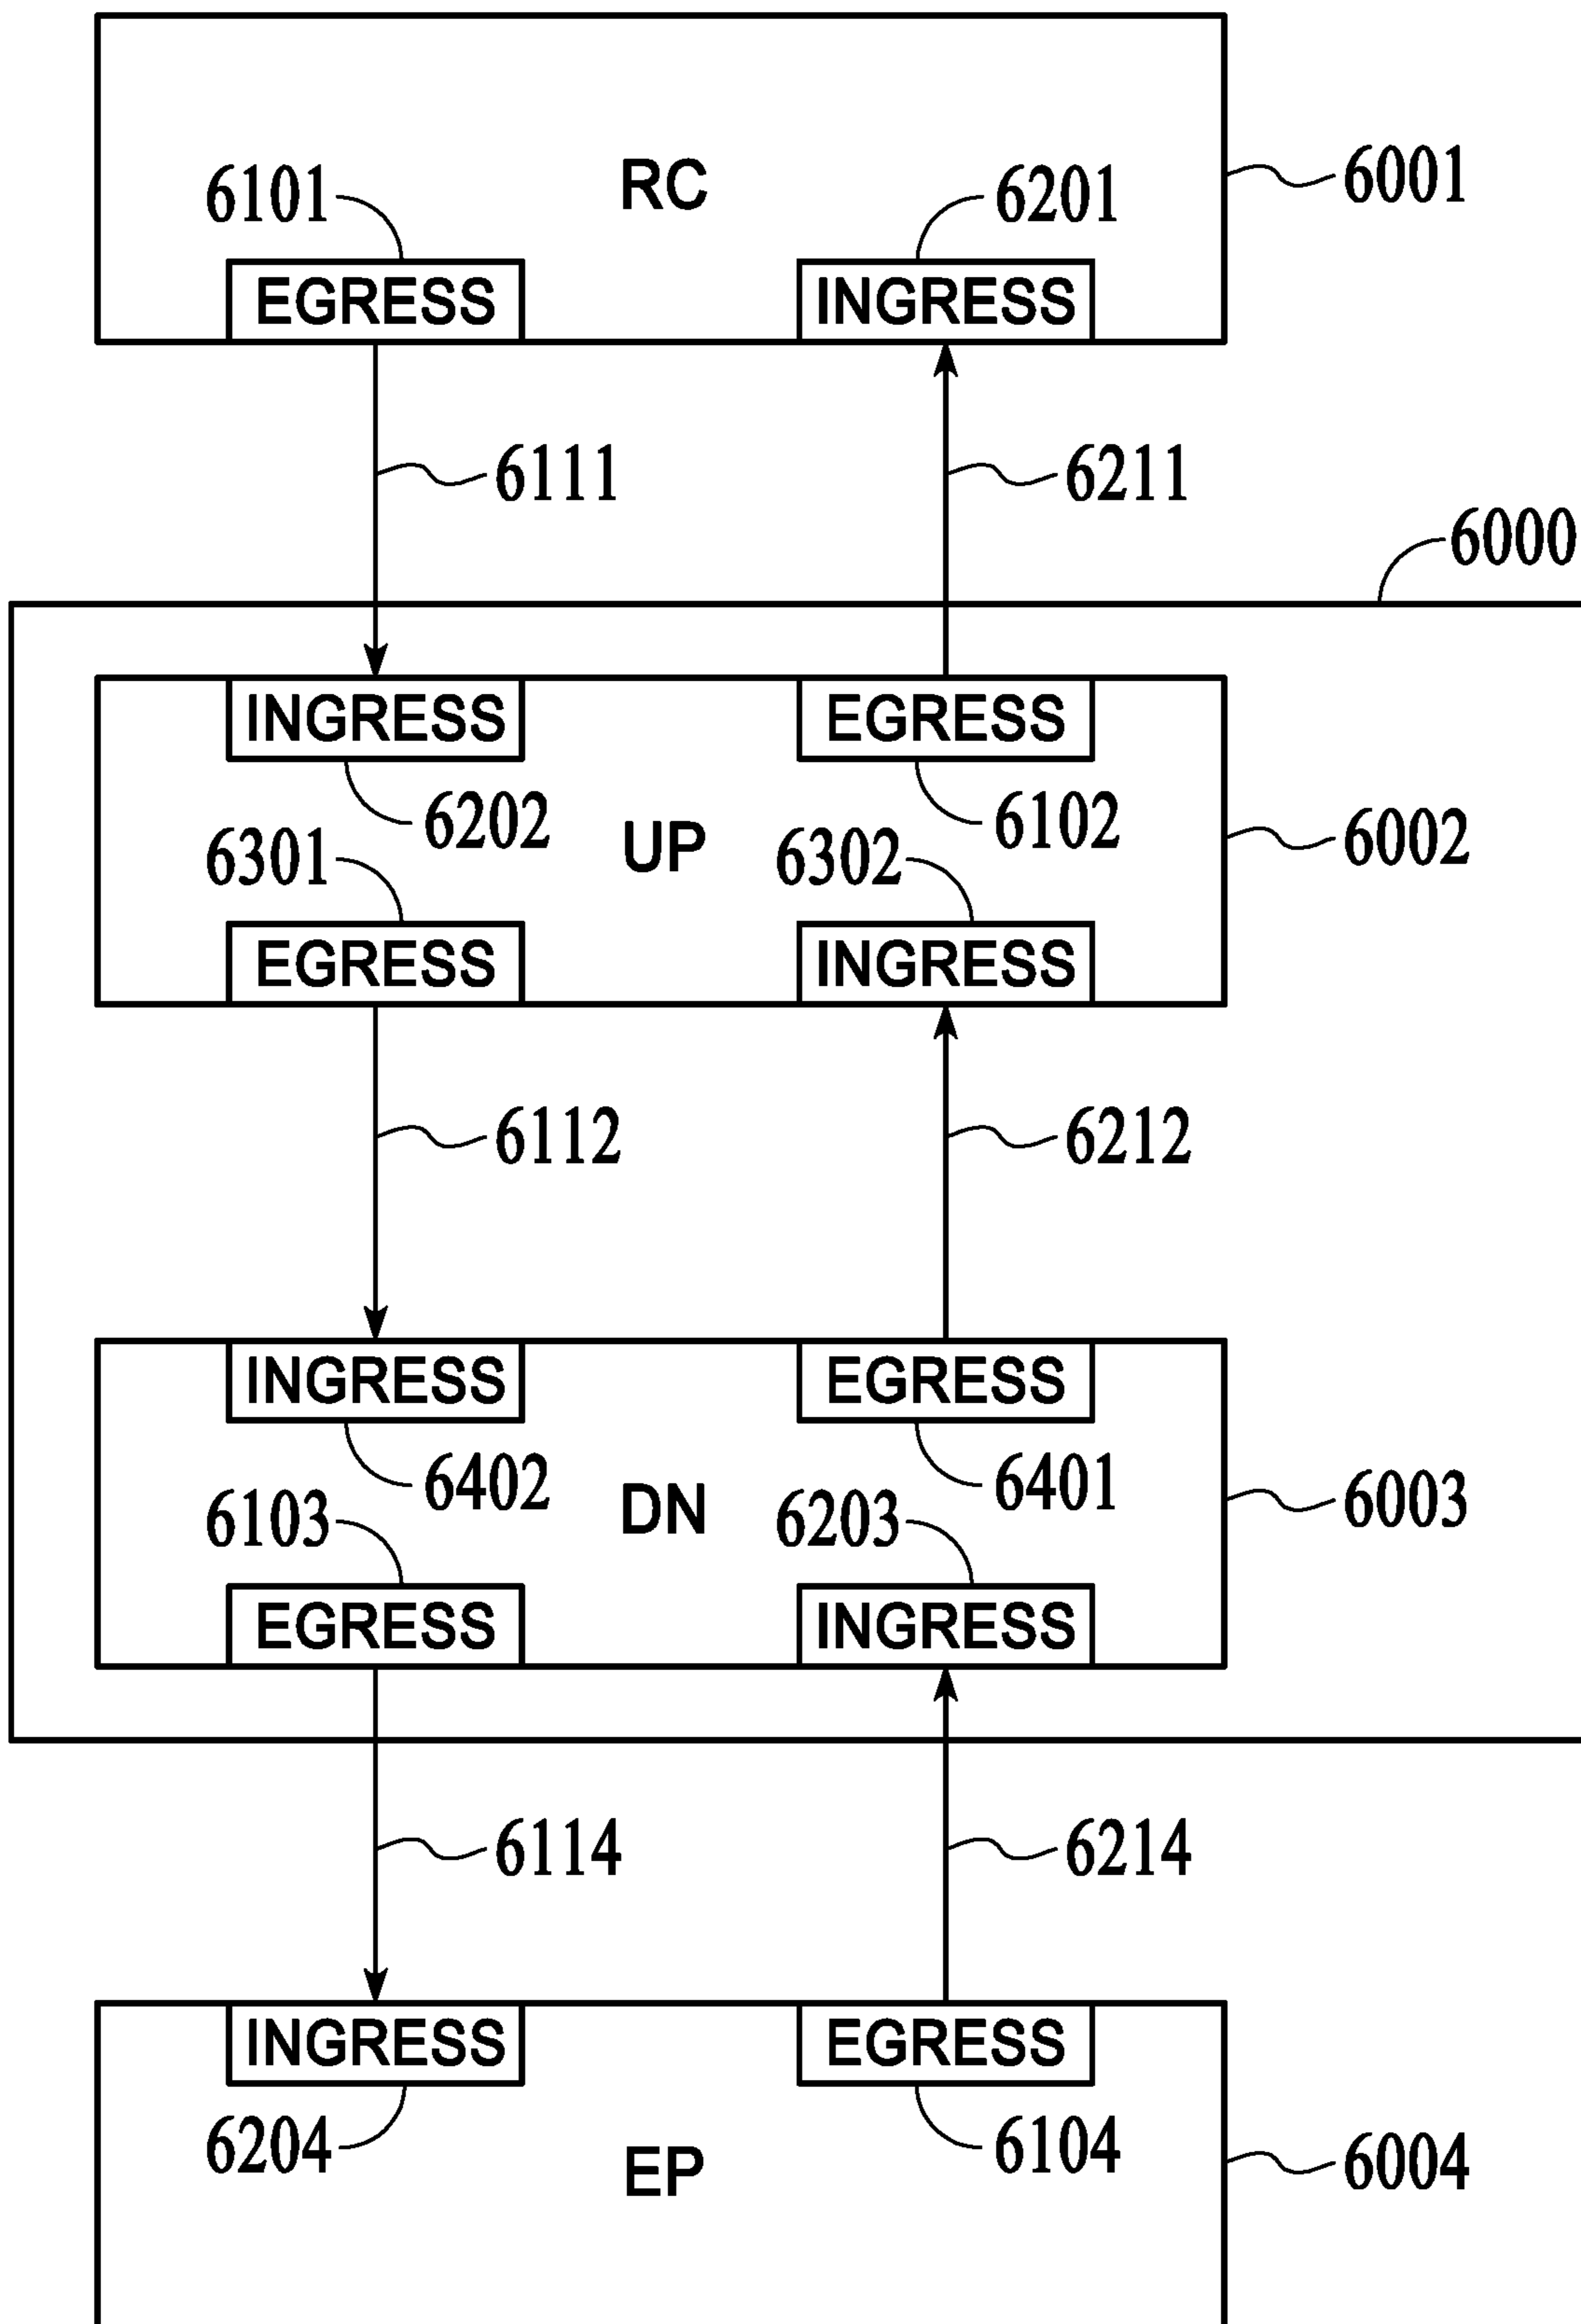 RC
6101
6201
6001
EGRESS
INGRESS
6111
6211
6000
INGRESS
EGRESS
6202
6102
UP
6301
6302
6002
EGRESS
INGRESS
6112
6212
INGRESS
EGRESS
6402
6401
DN
6103
6203
6003
EGRESS
INGRESS
6114
6214
INGRESS
EGRESS
6204
6104
EP
6004